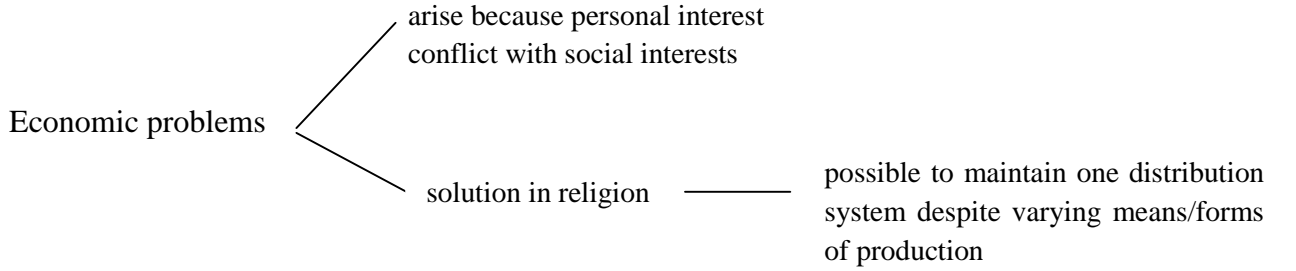 arise because personal interest
conflict with social interests
Economic problems
solution in religion
possible to maintain one distribution
system despite varying means/forms
of production